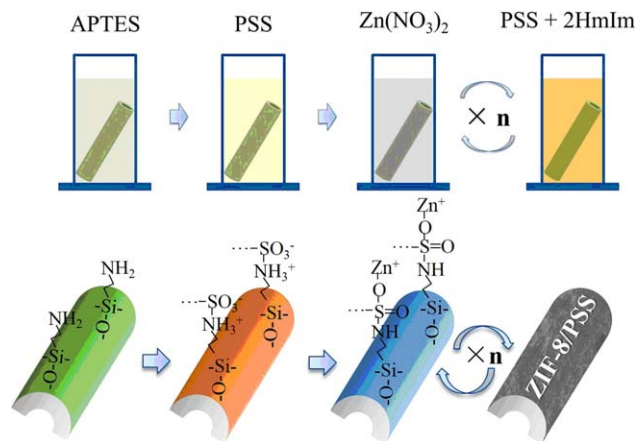 APTES
PSS
Zn(NO₃)₂
PSS + 2HmIm
× n
NH₂
-Si-
-O-
NH₂
-Si-
-O-
SO₃⁻
NH₃⁺
-Si-
-O-
SO₃⁻
NH₃⁺
-Si-
-O-
Zn⁺
O
S=O
NH
-Si-
-O-
Zn⁺
O
S=O
NH
-Si-
-O-
×n
ZIF-8/PSS